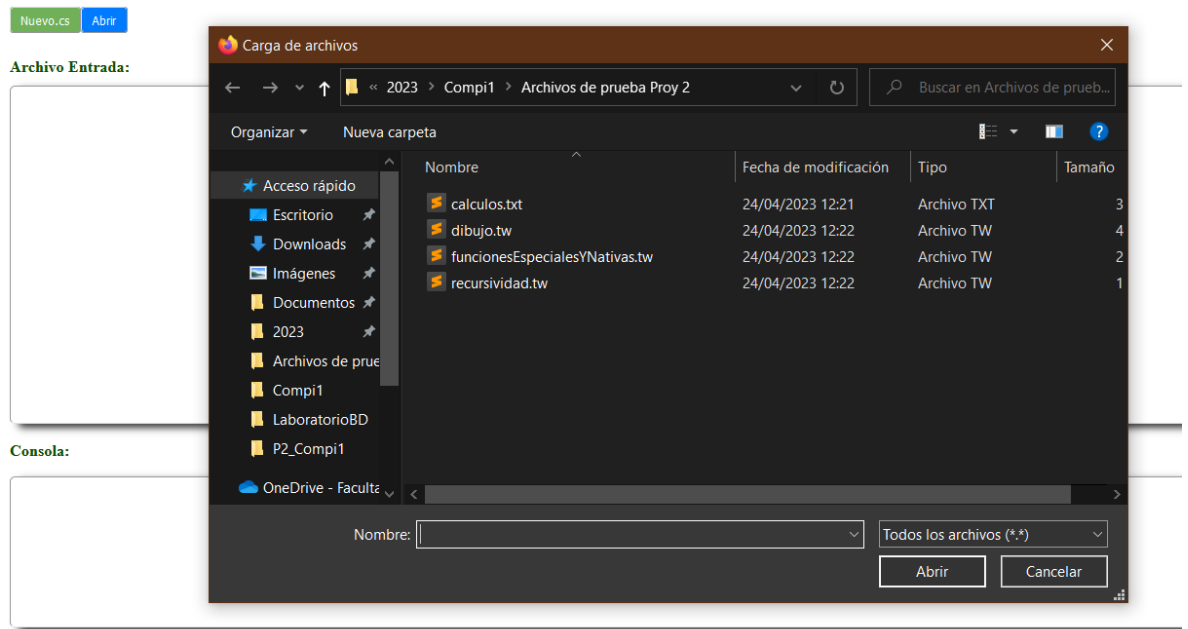 Nuevo.cs Abrir
Archivo Entrada:
Consola:
Carga de archivos
« 2023 > Compi1 > Archivos de prueba Proy 2
Buscar en Archivos de prueb...
Organizar
Nueva carpeta
Acceso rápido
Escritorio
Downloads
Imágenes
Documentos
2023
Archivos de prue
Compi1
LaboratorioBD
P2_Compi1
OneDrive - Faculta
Nombre Fecha de modificación Tipo Tamaño
calculos.txt 24/04/2023 12:21 Archivo TXT 3
dibujo.tw 24/04/2023 12:22 Archivo TW 4
funcionesEspecialesYNativas.tw 24/04/2023 12:22 Archivo TW 2
recursividad.tw 24/04/2023 12:22 Archivo TW 1
Nombre:
Todos los archivos (*.*)
Abrir Cancelar